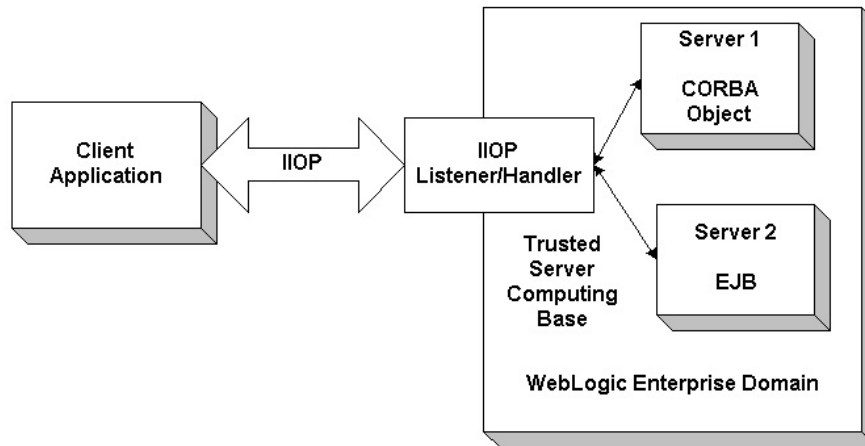 Client
Application
IIOP
IIOP
Listener/Handler
Server 1
CORBA
Object
Server 2
EJB
Trusted
Server
Computing
Base
WebLogic Enterprise Domain